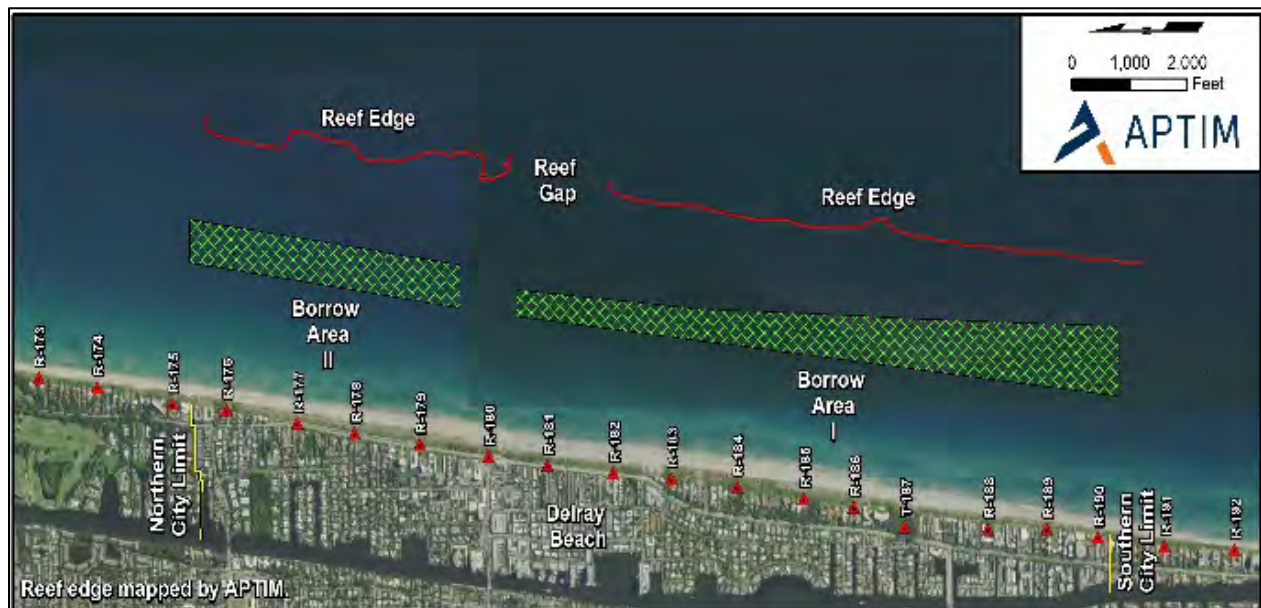 0 1,000 2,000
Feet
APTIM
Reef Edge
Reef
Gap
Reef Edge
Borrow
Area
II
Borrow
Area
I
R-173
R-174
R-175
R-176
R-177
R-178
R-179
R-180
R-181
R-182
R-183
R-184
R-185
R-186
T-187
R-188
R-189
R-190
R-191
R-192
Northern
City Limit
Delray
Beach
Southern
City Limit
Reef edge mapped by APTIM.